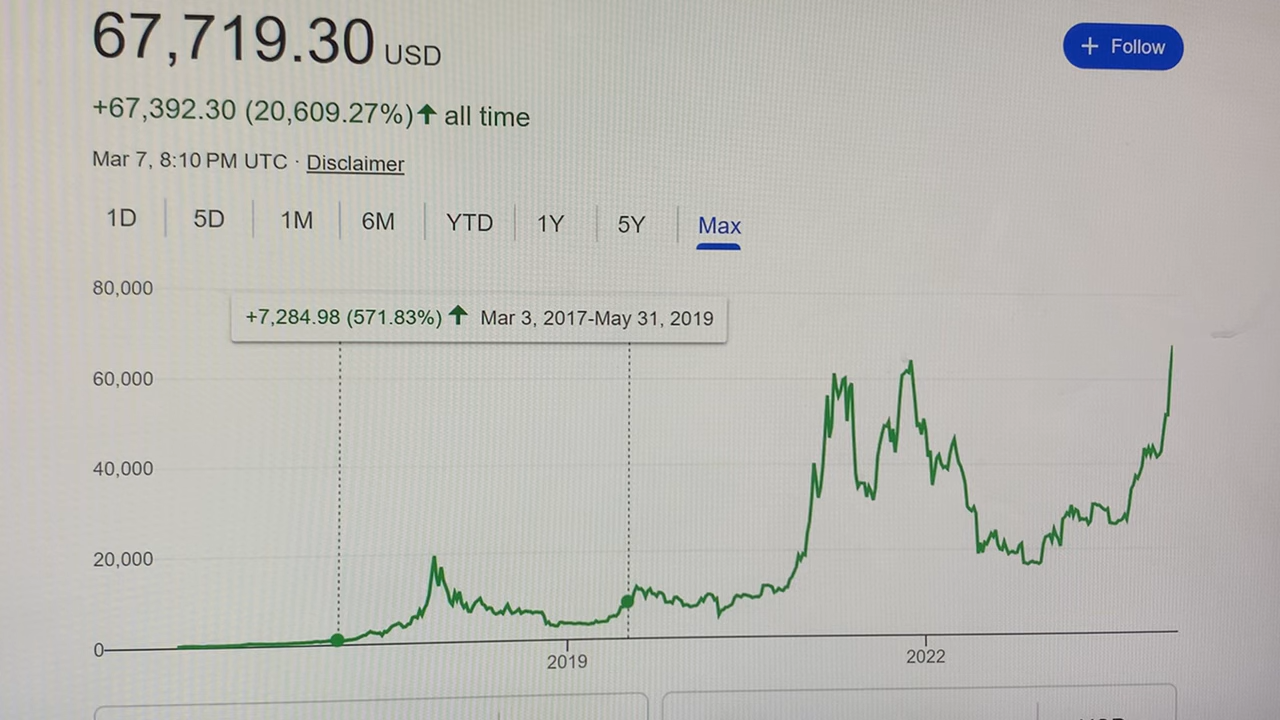 67,719.30 USD
+ Follow
+67,392.30 (20,609.27%)↑ all time
Mar 7, 8:10 PM UTC · Disclaimer
1D 5D 1M 6M YTD 1Y 5Y Max
80,000
+7,284.98 (571.83%)↑ Mar 3, 2017-May 31, 2019
60,000
40,000
20,000
0
2019 2022